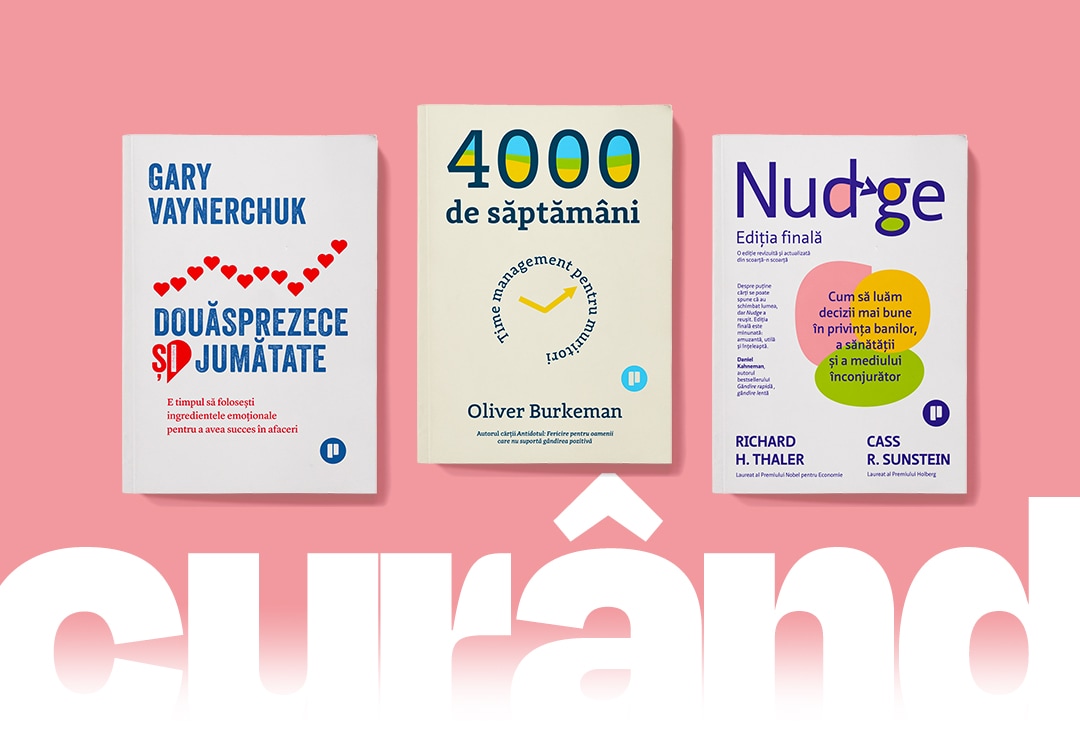 GARY
VAYNERCHUK
DOUĂSPREZECE
ȘI JUMĂTATE
E timpul să folosești
ingredientele emoționale
pentru a avea succes în afaceri
4000
de săptămâni
Time management pentru muritori
Oliver Burkeman
Autorul cărții Antidotul: Fericire pentru oamenii
care nu suportă gândirea pozitivă
Nudge
Ediția finală
O ediție revizuită și actualizată
din scoarță-n scoarță
Despre puține
cărți se poate
spune că au
schimbat lumea,
dar Nudge a
reușit. Ediția
finală este
minunată:
amuzantă, utilă
și înțeleaptă.
Daniel
Kahneman,
autorul
bestsellerului
Gândire rapidă,
gândire lentă
Cum să luăm
decizii mai bune
în privința banilor,
a sănătății
și a mediului
înconjurător
RICHARD
H. THALER
Laureat al Premiului Nobel pentru Economie
CASS
R. SUNSTEIN
Laureat al Premiului Holberg
curând